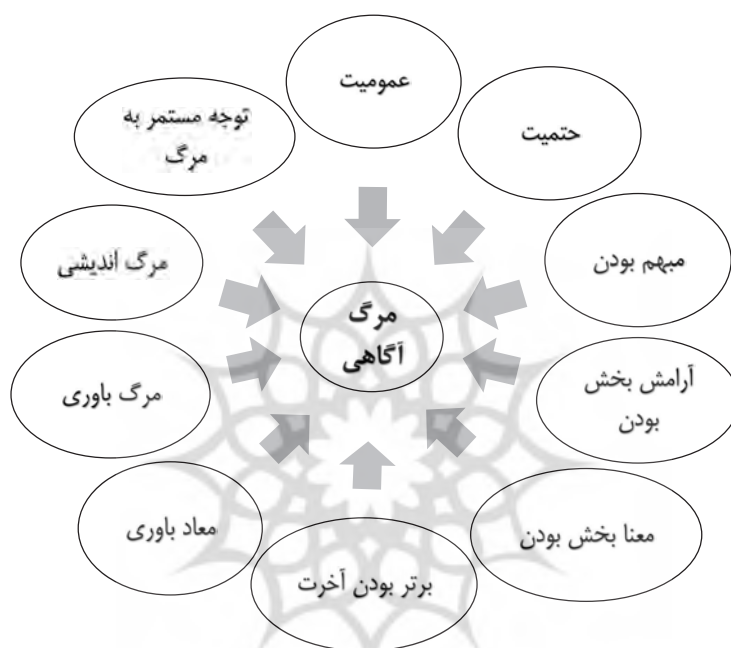 عمومیت
حتمیت
توجه مستمر به
مرگ
مبهم بودن
مرگ اندیشی
مرگ
آگاهی
آرامش بخش
بودن
مرگ باوری
معنا بخش بودن
معاد باوری
برتر بودن آخرت